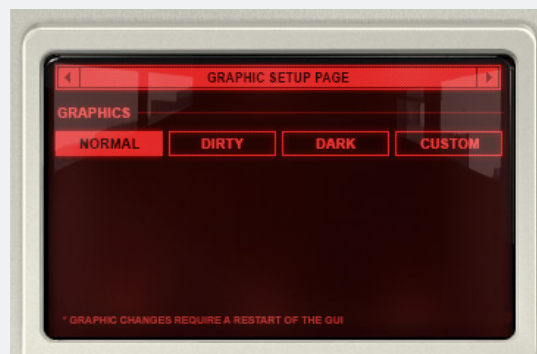 GRAPHIC SETUP PAGE
GRAPHICS
NORMAL DIRTY DARK CUSTOM
* GRAPHIC CHANGES REQUIRE A RESTART OF THE GUI